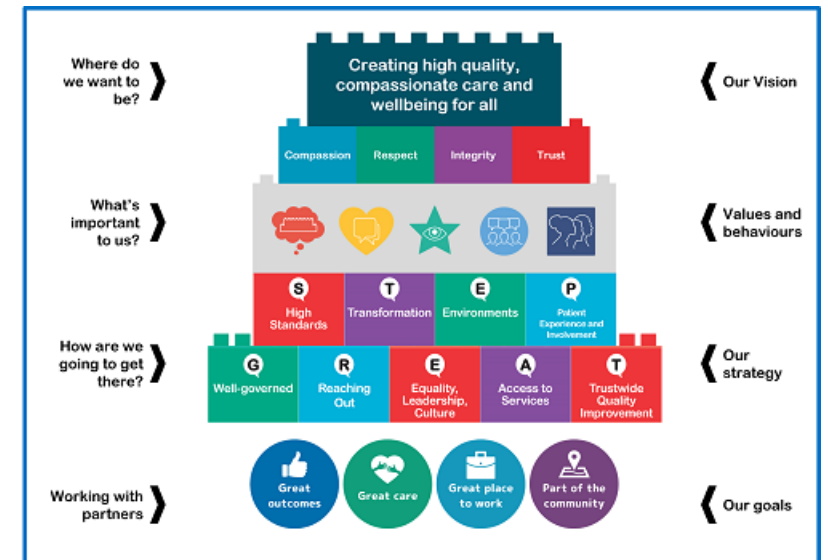 Where do
we want to
be?
Creating high quality,
compassionate care and
wellbeing for all
Our Vision
Compassion
Respect
Integrity
Trust
What's
important
to us?
Values and
behaviours
S
High
Standards
T
Transformation
E
Environments
P
Patient
Experience and
Involvement
How are we
going to get
there?
G
Well-governed
R
Reaching
Out
E
Equality,
Leadership,
Culture
A
Access to
Services
T
Trustwide
Quality
Improvement
Our
strategy
Working with
partners
Great
outcomes
Great care
Great place
to work
Part of the
community
Our goals